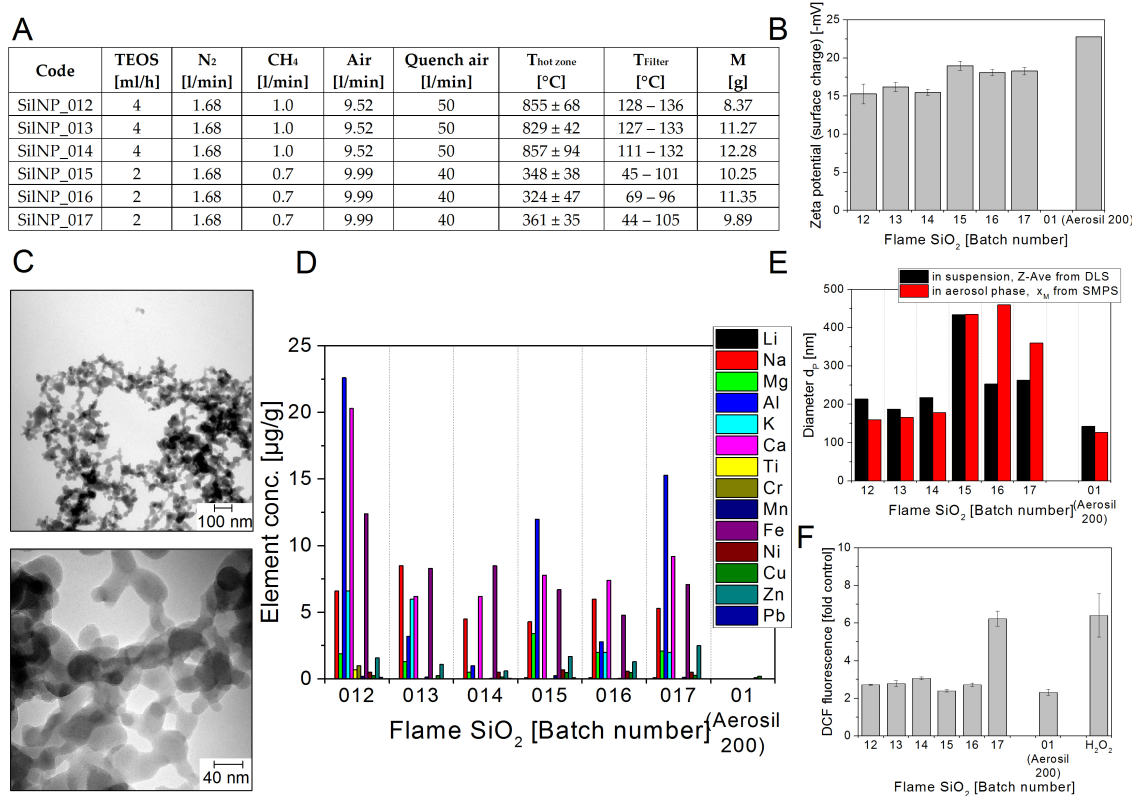 A
Code TEOS [ml/h] N2 [l/min] CH4 [l/min] Air [l/min] Quench air [l/min] Thot zone [°C] TFilter [°C] M [g]
SilNP_012 4 1.68 1.0 9.52 50 855 ± 68 128 – 136 8.37
SilNP_013 4 1.68 1.0 9.52 50 829 ± 42 127 – 133 11.27
SilNP_014 4 1.68 1.0 9.52 50 857 ± 94 111 – 132 12.28
SilNP_015 2 1.68 0.7 9.99 40 348 ± 38 45 – 101 10.25
SilNP_016 2 1.68 0.7 9.99 40 324 ± 47 69 – 96 11.35
SilNP_017 2 1.68 0.7 9.99 40 361 ± 35 44 – 105 9.89
B
Zeta potential (surface charge) [-mV]
25
20
15
10
5
0
12 13 14 15 16 17 01 (Aerosil 200)
Flame SiO2 [Batch number]
C
100 nm
40 nm
D
Element conc. [µg/g]
25
20
15
10
5
0
012 013 014 015 016 017 01
(Aerosil
200)
Flame SiO2 [Batch number]
Li
Na
Mg
Al
K
Ca
Ti
Cr
Mn
Fe
Ni
Cu
Zn
Pb
E
in suspension, Z-Ave from DLS
in aerosol phase, xM from SMPS
Diameter dP [nm]
500
400
300
200
100
0
12 13 14 15 16 17 01
(Aerosil
200)
Flame SiO2 [Batch number]
F
DCF fluorescence [fold control]
10
8
6
4
2
0
12 13 14 15 16 17 01 H2O2
(Aerosil
200)
Flame SiO2 [Batch number]